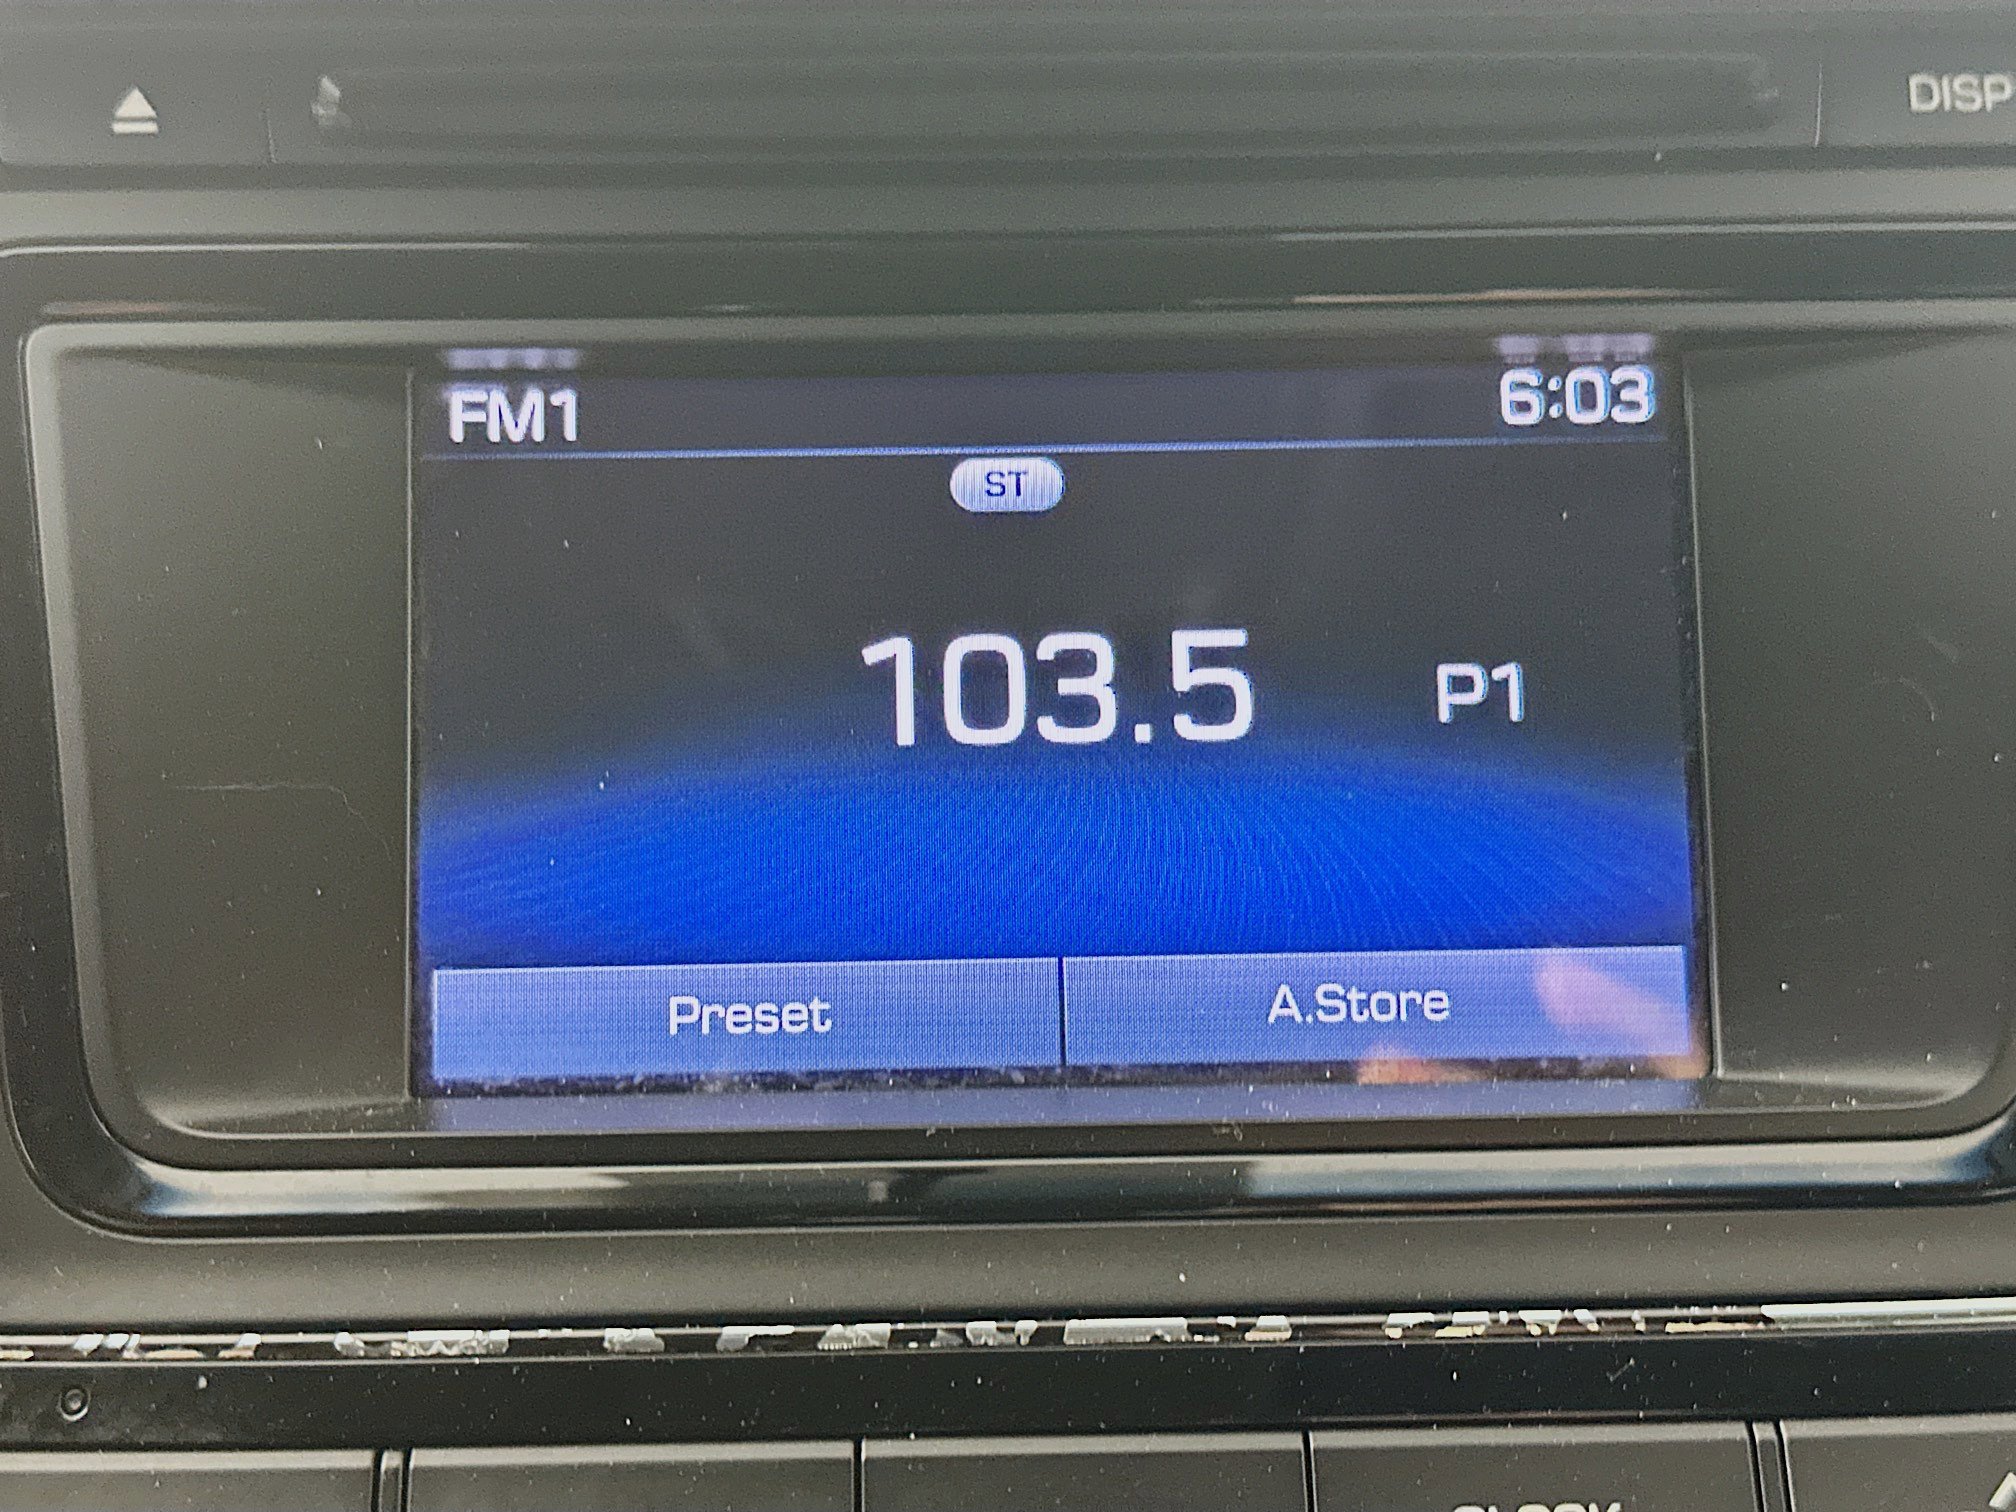 DISP
FM1 6:03
ST
103.5 P1
Preset A.Store